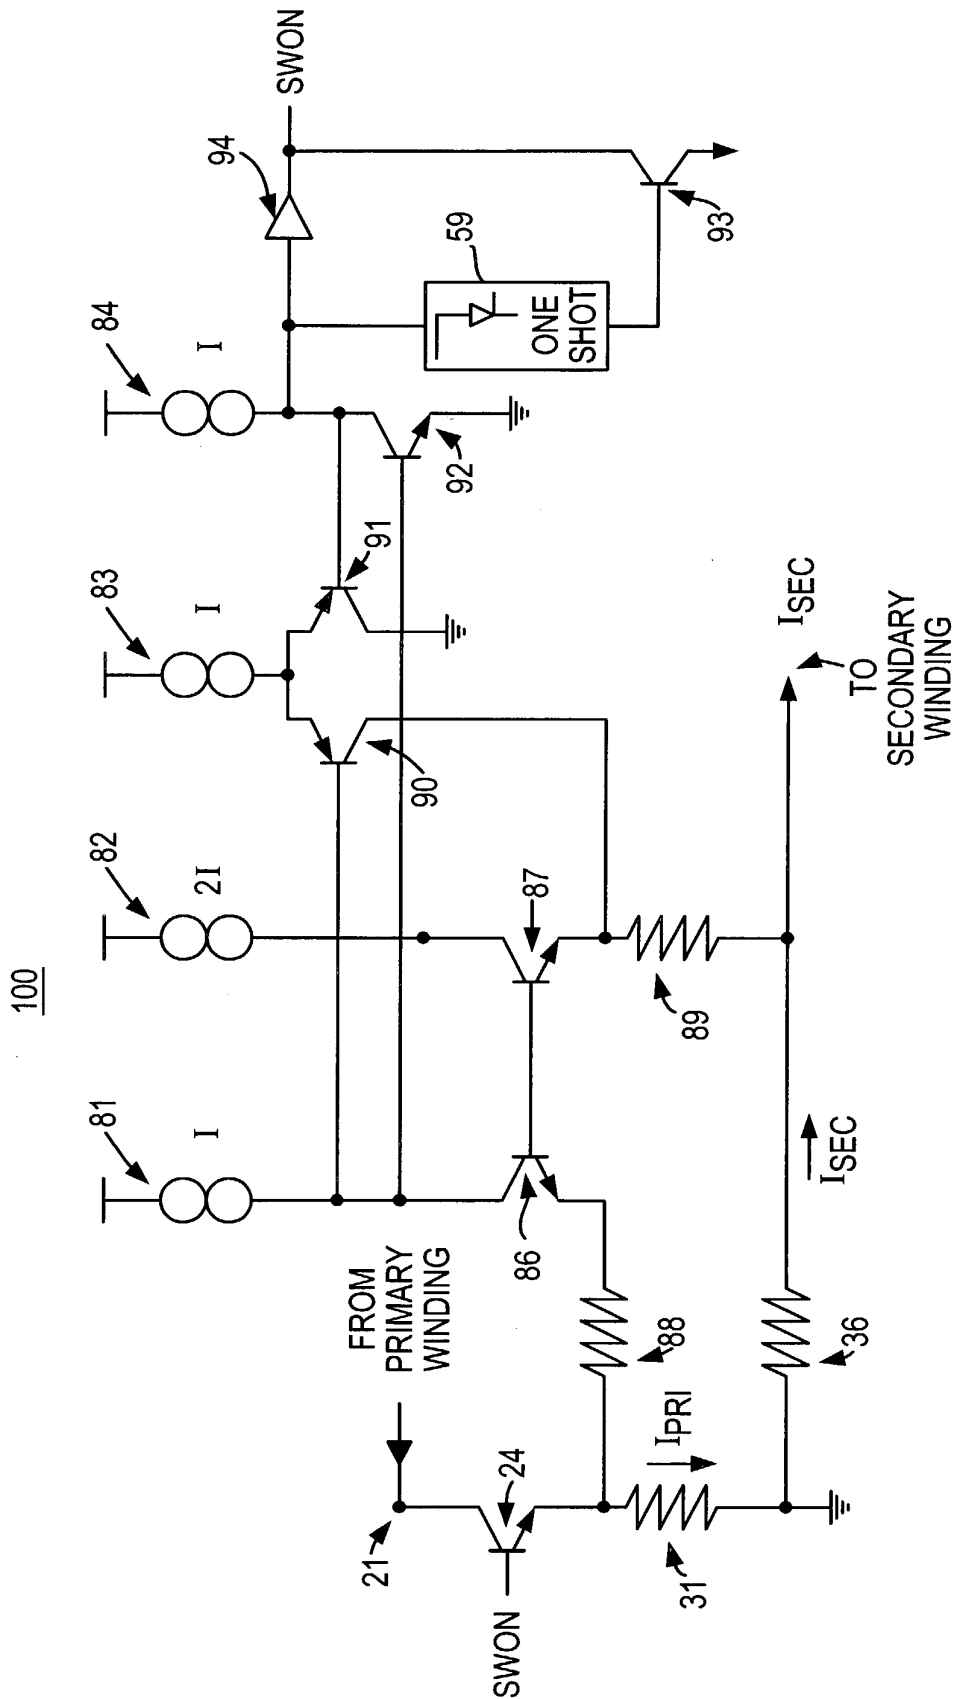 100
81
I
82
2I
83
I
84
I
94
SWON
59
ONE
SHOT
93
92
91
90
87
86
89
88
FROM
PRIMARY
WINDING
21
24
SWON
31
IPRI
36
ISEC
ISEC
TO
SECONDARY
WINDING